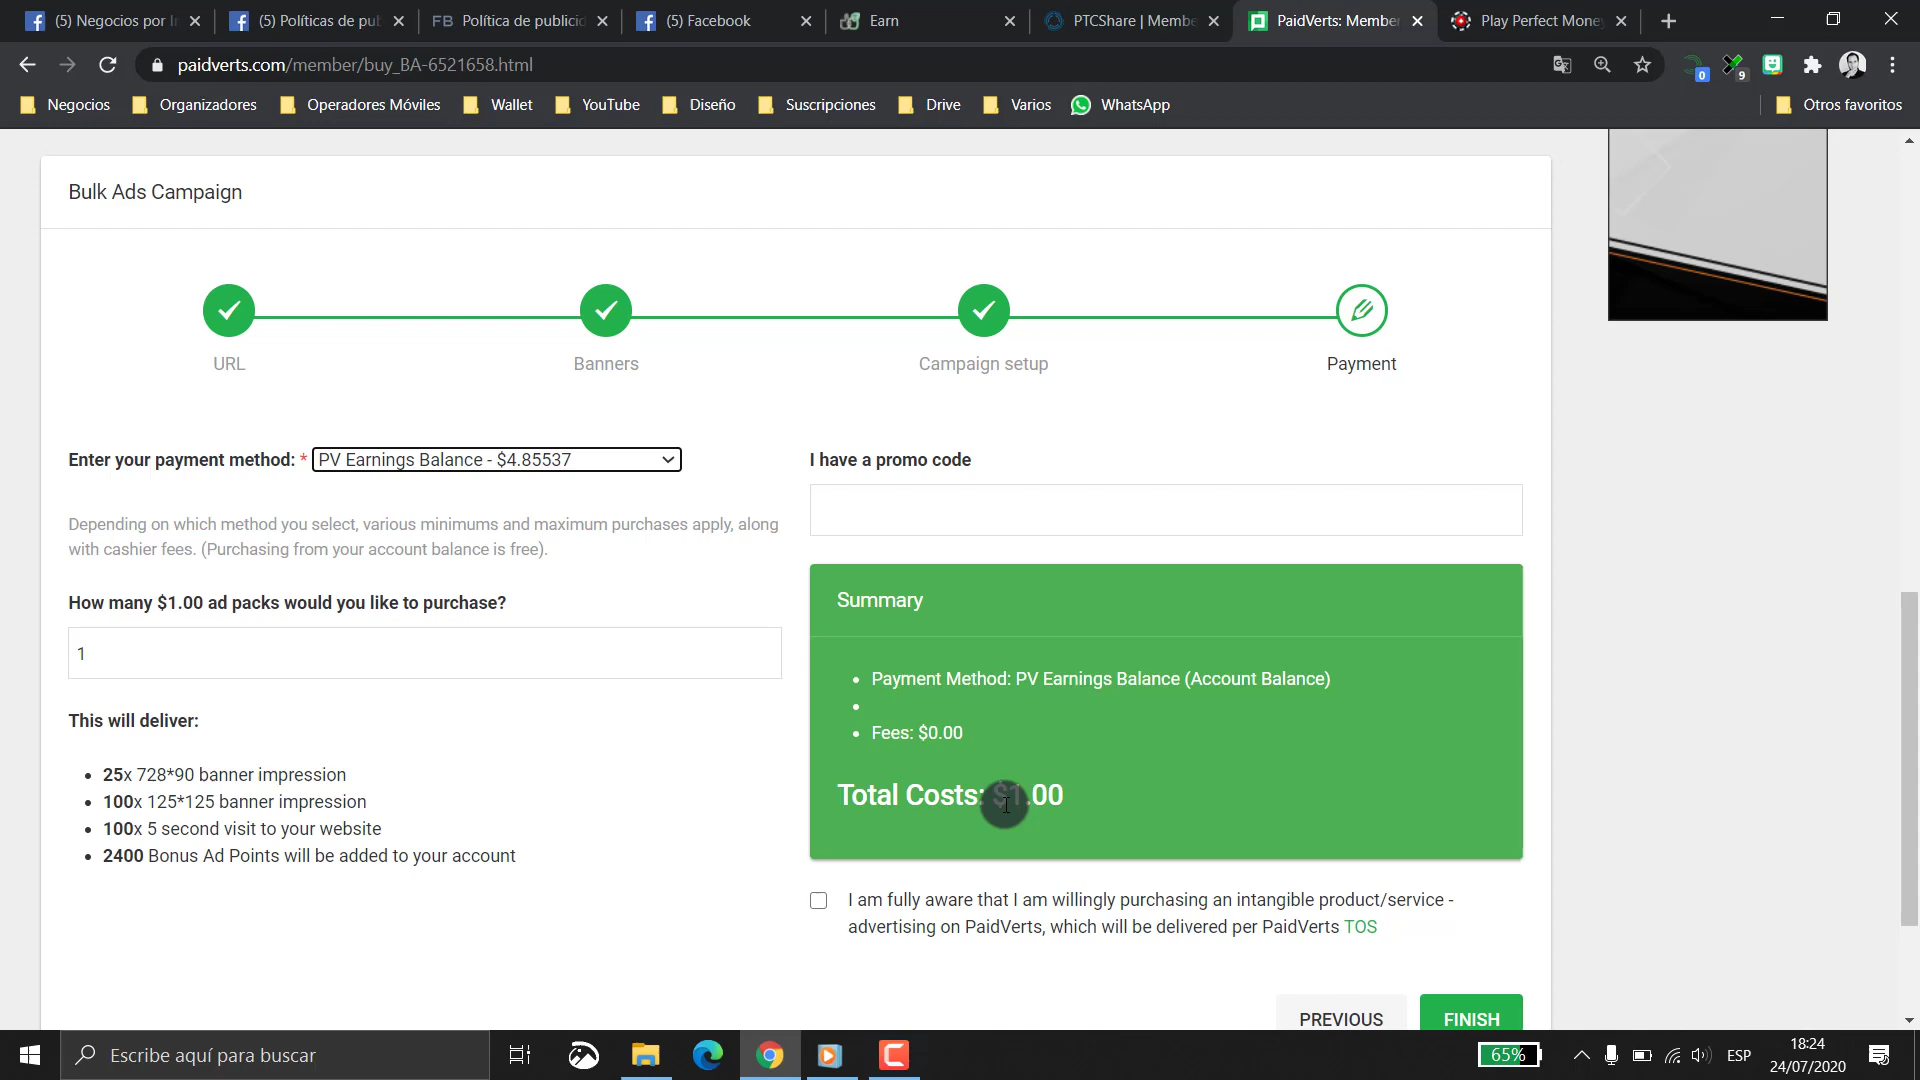 (5) Negocios por I
(5) Políticas de pub
FB Política de publicid
(5) Facebook
Earn
PTCShare | Membe
PaidVerts: Member
Play Perfect Money
paidverts.com/member/buy_BA-6521658.html
0
9
Negocios
Organizadores
Operadores Móviles
Wallet
YouTube
Diseño
Suscripciones
Drive
Varios
WhatsApp
Otros favoritos
Bulk Ads Campaign
URL
Banners
Campaign setup
Payment
Enter your payment method: * PV Earnings Balance - $4.85537
Depending on which method you select, various minimums and maximum purchases apply, along
with cashier fees. (Purchasing from your account balance is free).
How many $1.00 ad packs would you like to purchase?
1
This will deliver:
25x 728*90 banner impression
100x 125*125 banner impression
100x 5 second visit to your website
2400 Bonus Ad Points will be added to your account
I have a promo code
Summary
Payment Method: PV Earnings Balance (Account Balance)
Fees: $0.00
Total Costs: $1.00
I am fully aware that I am willingly purchasing an intangible product/service -
advertising on PaidVerts, which will be delivered per PaidVerts TOS
PREVIOUS
FINISH
Escribe aquí para buscar
65%
ESP
18:24
24/07/2020